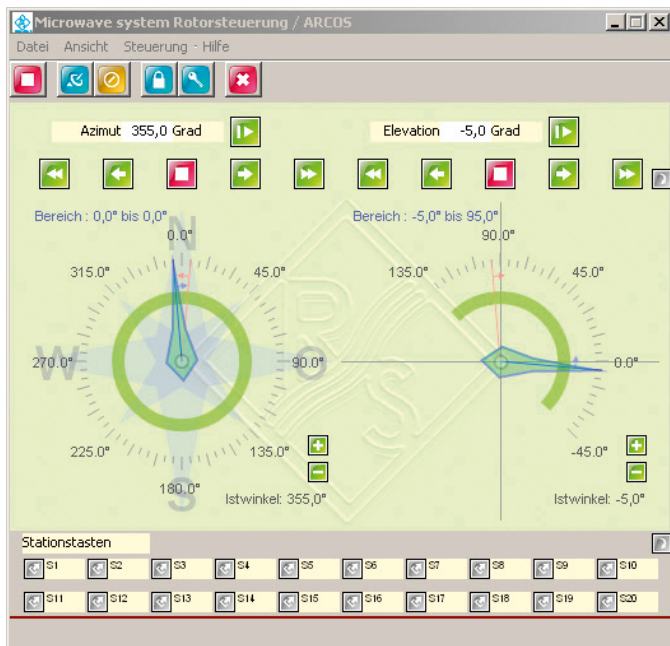 Microwave system Rotorsteuerung / ARCOS
Datei Ansicht Steuerung - Hilfe
Azimut 355,0 Grad
Elevation -5,0 Grad
Bereich : 0,0° bis 0,0°
N
0.0°
45.0°
90.0°
O
135.0°
180.0°
S
225.0°
270.0°
W
315.0°
Istwinkel: 355,0°
Bereich : -5,0° bis 95,0°
90.0°
135.0°
45.0°
0.0°
-45.0°
Istwinkel: -5,0°
P
S
Stationstasten
S1 S2 S3 S4 S5 S6 S7 S8 S9 S10
S11 S12 S13 S14 S15 S16 S17 S18 S19 S20